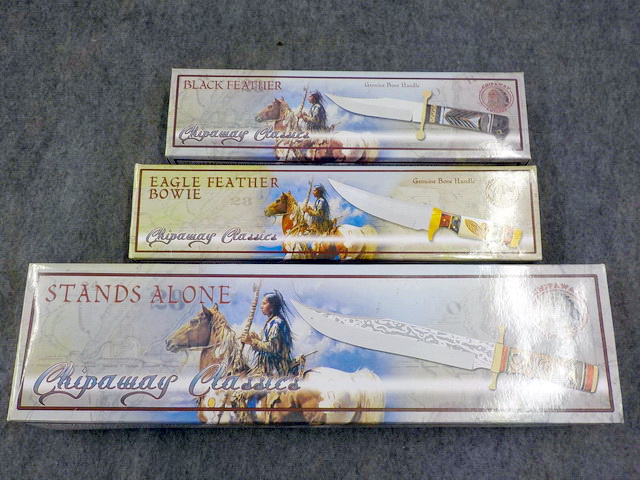 BLACK FEATHER
Genuine Bone Handle
Chipaway Classics
EAGLE FEATHER
BOWIE
Genuine Bone Handle
Chipaway Classics
STANDS ALONE
Chipaway Classics